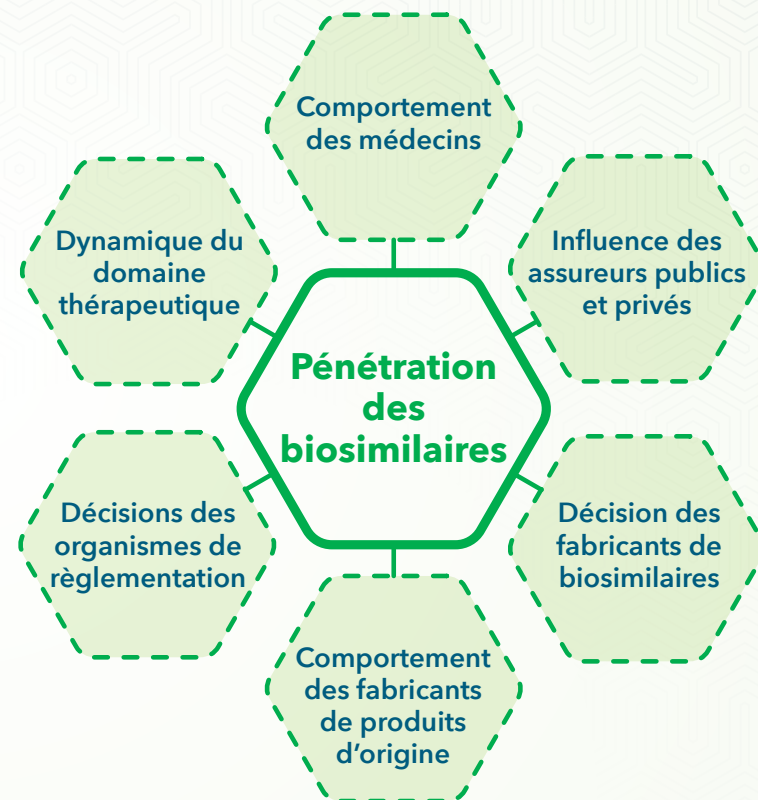 Comportement
des médecins
Dynamique du
domaine
thérapeutique
Influence des
assureurs publics
et privés
Pénétration
des
biosimilaires
Décisions des
organismes de
règlementation
Décision des
fabricants de
biosimilaires
Comportement
des fabricants
de produits
d’origine